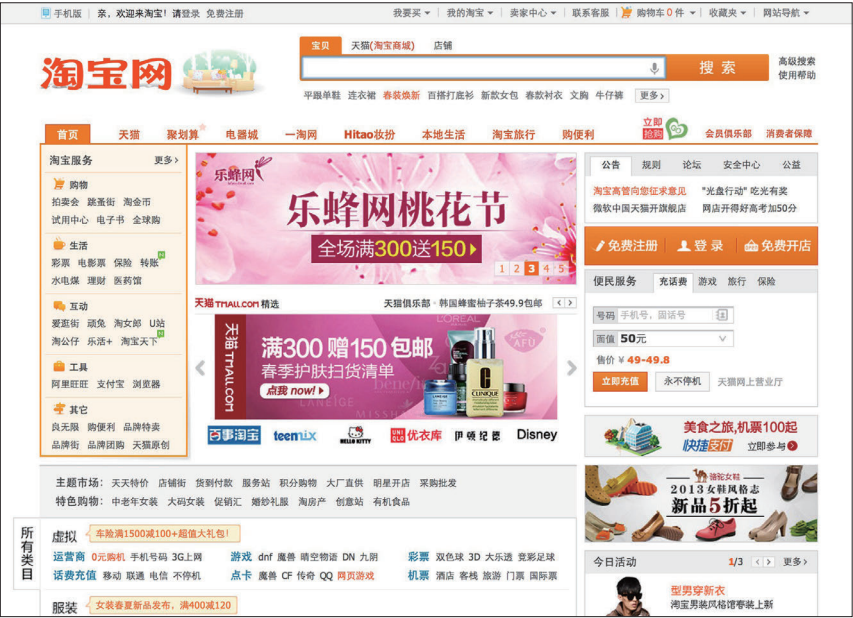 手机版 亲，欢迎来淘宝！请登录 免费注册 我要买 我的淘宝 卖家中心 联系客服 购物车0件 收藏夹 网站导航
淘宝网
宝贝 天猫(淘宝商城) 店铺
搜索
高级搜索
使用帮助
平跟单鞋 连衣裙 春装焕新 百搭打底衫 新款女包 春款衬衣 文胸 牛仔裤 更多>
首页 天猫 聚划算 电器城 一淘网 Hitao妆扮 本地生活 淘宝旅行 购便利 立即抢购 会员俱乐部 消费者保障
淘宝服务 更多>
购物
拍卖会 跳蚤街 淘金币
试用中心 电子书 全球购
生活
彩票 电影票 保险 转账
水电煤 理财 医药馆
互动
爱逛街 顽兔 淘女郎 U站
淘公仔 乐活+ 淘宝天下
工具
阿里旺旺 支付宝 浏览器
其它
良无限 购便利 品牌特卖
品牌街 品牌团购 天猫原创
乐蜂网
乐蜂网桃花节
全场满300送150
1 2 3 4 5
天猫TMALL.COM精选 天猫俱乐部·韩国蜂蜜柚子茶49.9包邮 < >
天猫 TMALL.COM
满300 赠150 包邮
春季护肤扫货清单
点我 now!
L'OREAL
LANEIGE
MISSHA
AFU
CLINIQUE
百事淘宝 teenmix HELLO KITTY UNIQLO优衣库 伊顿纪德 Disney
公告 规则 论坛 安全中心 公益
淘宝高管向您征求意见 "光盘行动" 吃光有奖
微软中国天猫开旗舰店 网店开得好高考加50分
免费注册 登录 免费开店
便民服务 充话费 游戏 旅行 保险
号码 手机号，固话号
面值 50元
售价 ¥ 49-49.8
立即充值 永不停机 天猫网上营业厅
美食之旅,机票100起
快捷支付 立即参与
骆驼女鞋
2013女鞋风格志
新品5折起
今日活动 1/3 < > 更多>
型男穿新衣
淘宝男装风格馆春装上新
主题市场： 天天特价 店铺街 货到付款 服务站 积分购物 大厂直供 明星开店 采购批发
特色购物： 中老年女装 大码女装 促销汇 婚纱礼服 淘房产 创意站 有机食品
所有类目
虚拟 车险满1500减100+超值大礼包！
运营商 0元购机 手机号码 3G上网 游戏 dnf 魔兽 晴空物语 DN 九阴 彩票 双色球 3D 大乐透 竞彩足球
话费充值 移动 联通 电信 不停机 点卡 魔兽 CF 传奇 QQ 网页游戏 机票 酒店 客栈 旅游 门票 国际票
服装 女装春夏新品发布，满400减120